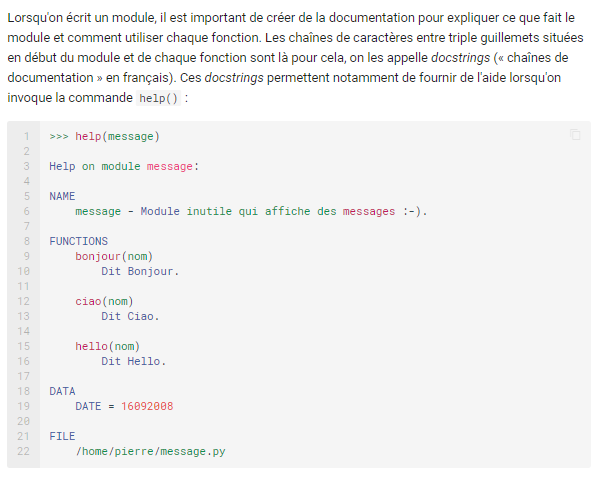 Lorsqu'on écrit un module, il est important de créer de la documentation pour expliquer ce que fait le
module et comment utiliser chaque fonction. Les chaînes de caractères entre triple guillemets situées
en début du module et de chaque fonction sont là pour cela, on les appelle docstrings (« chaînes de
documentation » en français). Ces docstrings permettent notamment de fournir de l'aide lorsqu'on
invoque la commande help() :
1 >>> help(message)
2
3 Help on module message:
4
5 NAME
6     message - Module inutile qui affiche des messages :-).
7
8 FUNCTIONS
9     bonjour(nom)
10         Dit Bonjour.
11
12     ciao(nom)
13         Dit Ciao.
14
15     hello(nom)
16         Dit Hello.
17
18 DATA
19     DATE = 16092008
20
21 FILE
22     /home/pierre/message.py